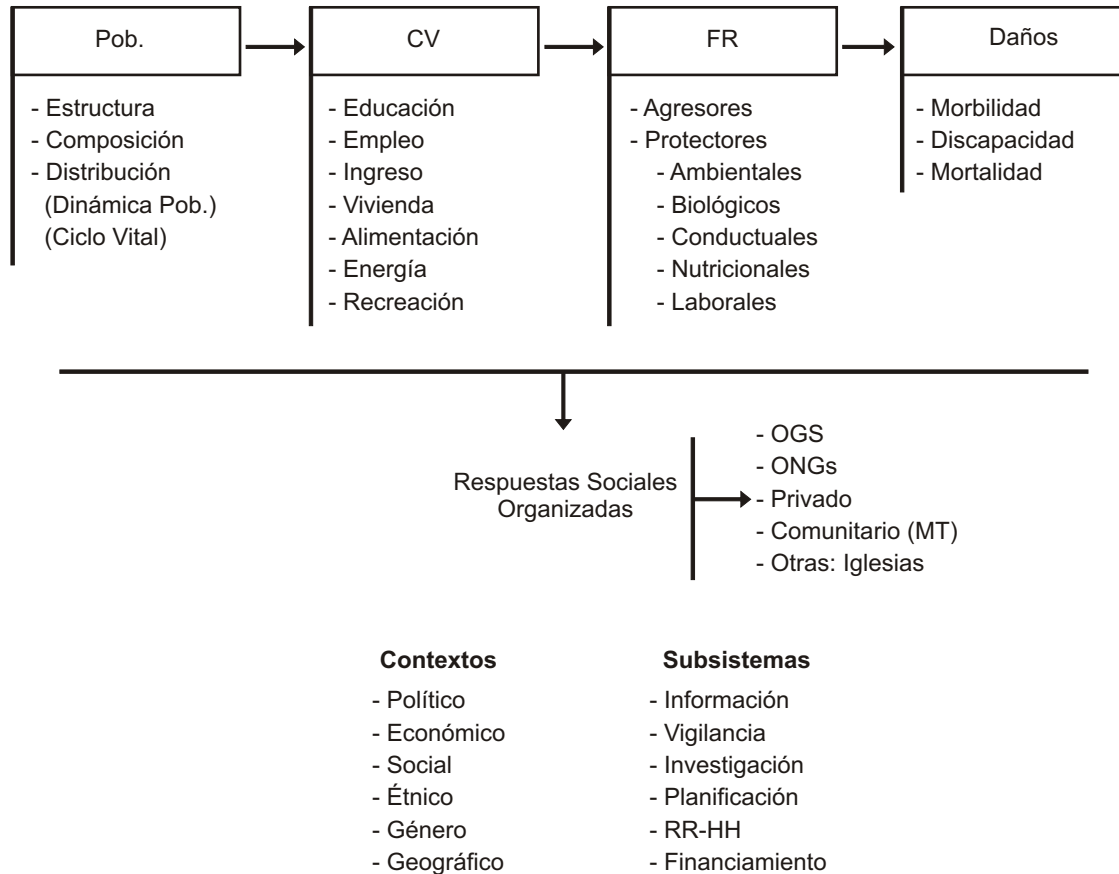 Pob.
- Estructura
- Composición
- Distribución
(Dinámica Pob.)
(Ciclo Vital)
CV
- Educación
- Empleo
- Ingreso
- Vivienda
- Alimentación
- Energía
- Recreación
FR
- Agresores
- Protectores
- Ambientales
- Biológicos
- Conductuales
- Nutricionales
- Laborales
Daños
- Morbilidad
- Discapacidad
- Mortalidad
Respuestas Sociales
Organizadas
- OGS
- ONGs
- Privado
- Comunitario (MT)
- Otras: Iglesias
Contextos
- Político
- Económico
- Social
- Étnico
- Género
- Geográfico
Subsistemas
- Información
- Vigilancia
- Investigación
- Planificación
- RR-HH
- Financiamiento